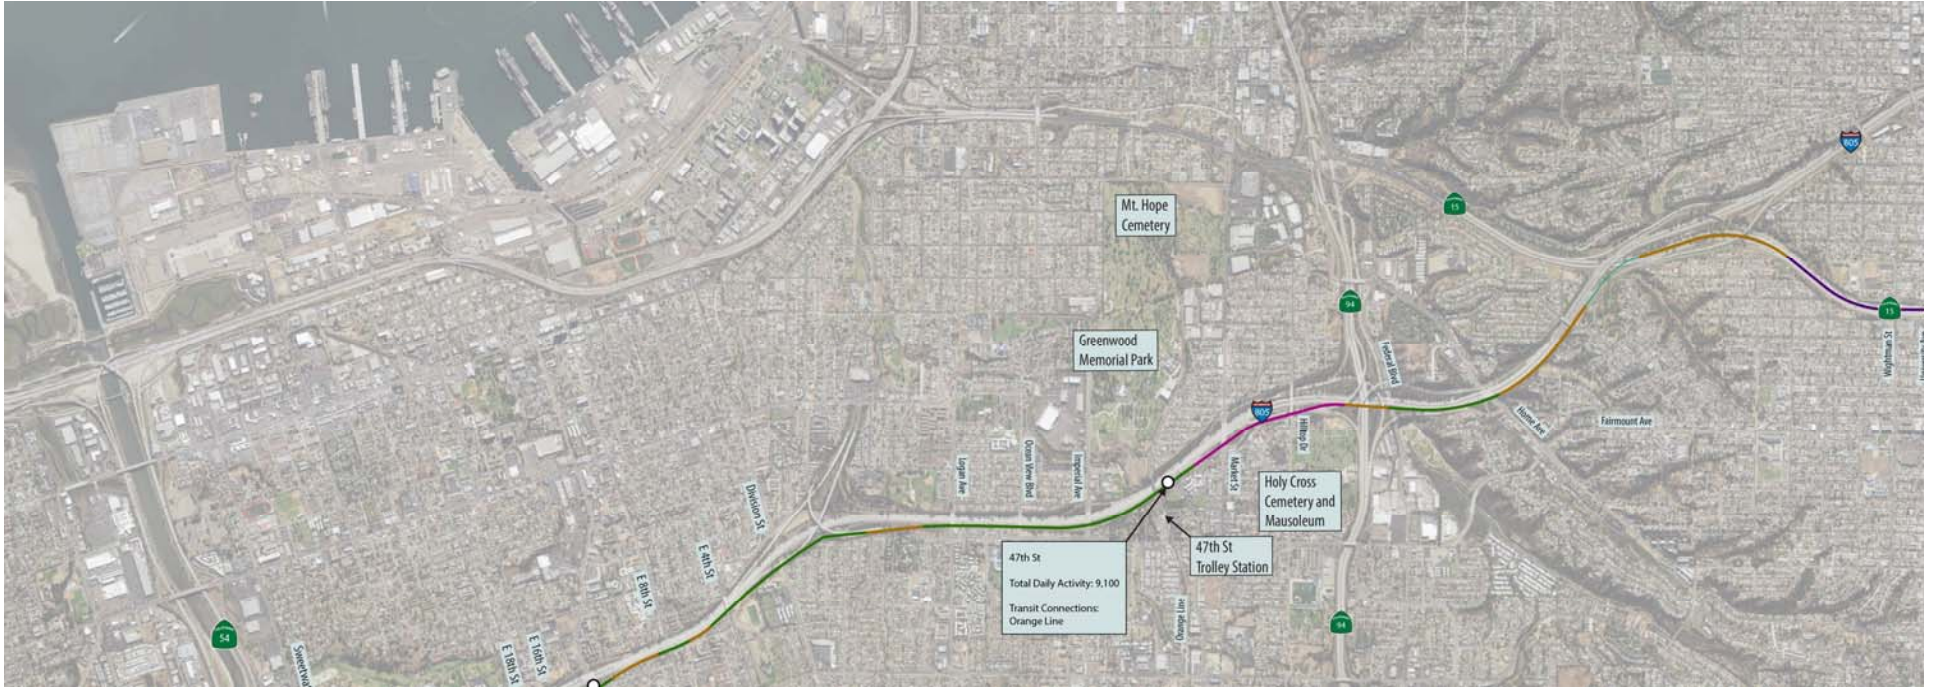 805
15
Mt. Hope
Cemetery
94
15
Wightman St
Greenwood
Memorial Park
Federal Blvd
805
Home Ave
Fairmount Ave
Hilltop Dr
Market St
Logan Ave
Ocean View Blvd
Imperial Ave
Holy Cross
Cemetery and
Mausoleum
Division St
47th St
Total Daily Activity: 9,100
Transit Connections:
Orange Line
47th St
Trolley Station
E 4th St
E 8th St
Orange Line
94
54
E 16th St
E 18th St